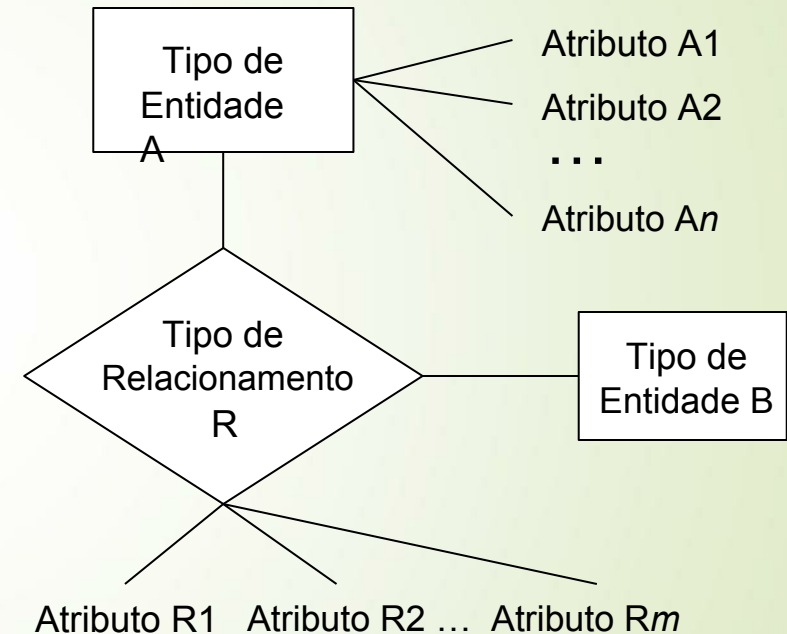 Tipo de
Entidade
A
Atributo A1
Atributo A2
...
Atributo An
Tipo de
Relacionamento
R
Tipo de
Entidade B
Atributo R1 Atributo R2 ... Atributo Rm